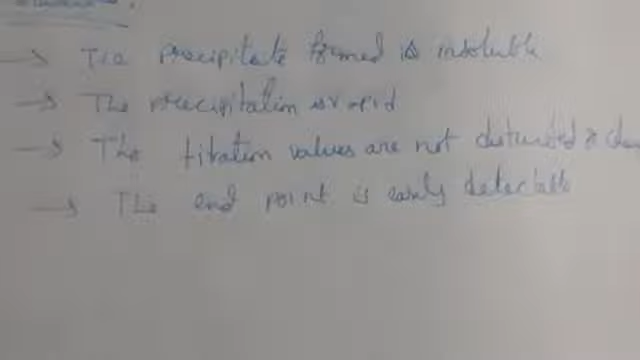 → The precipitate formed is insoluble
→ The precipitation is rapid
→ The titration values are not disturbed &
→ The end point is easily detectable